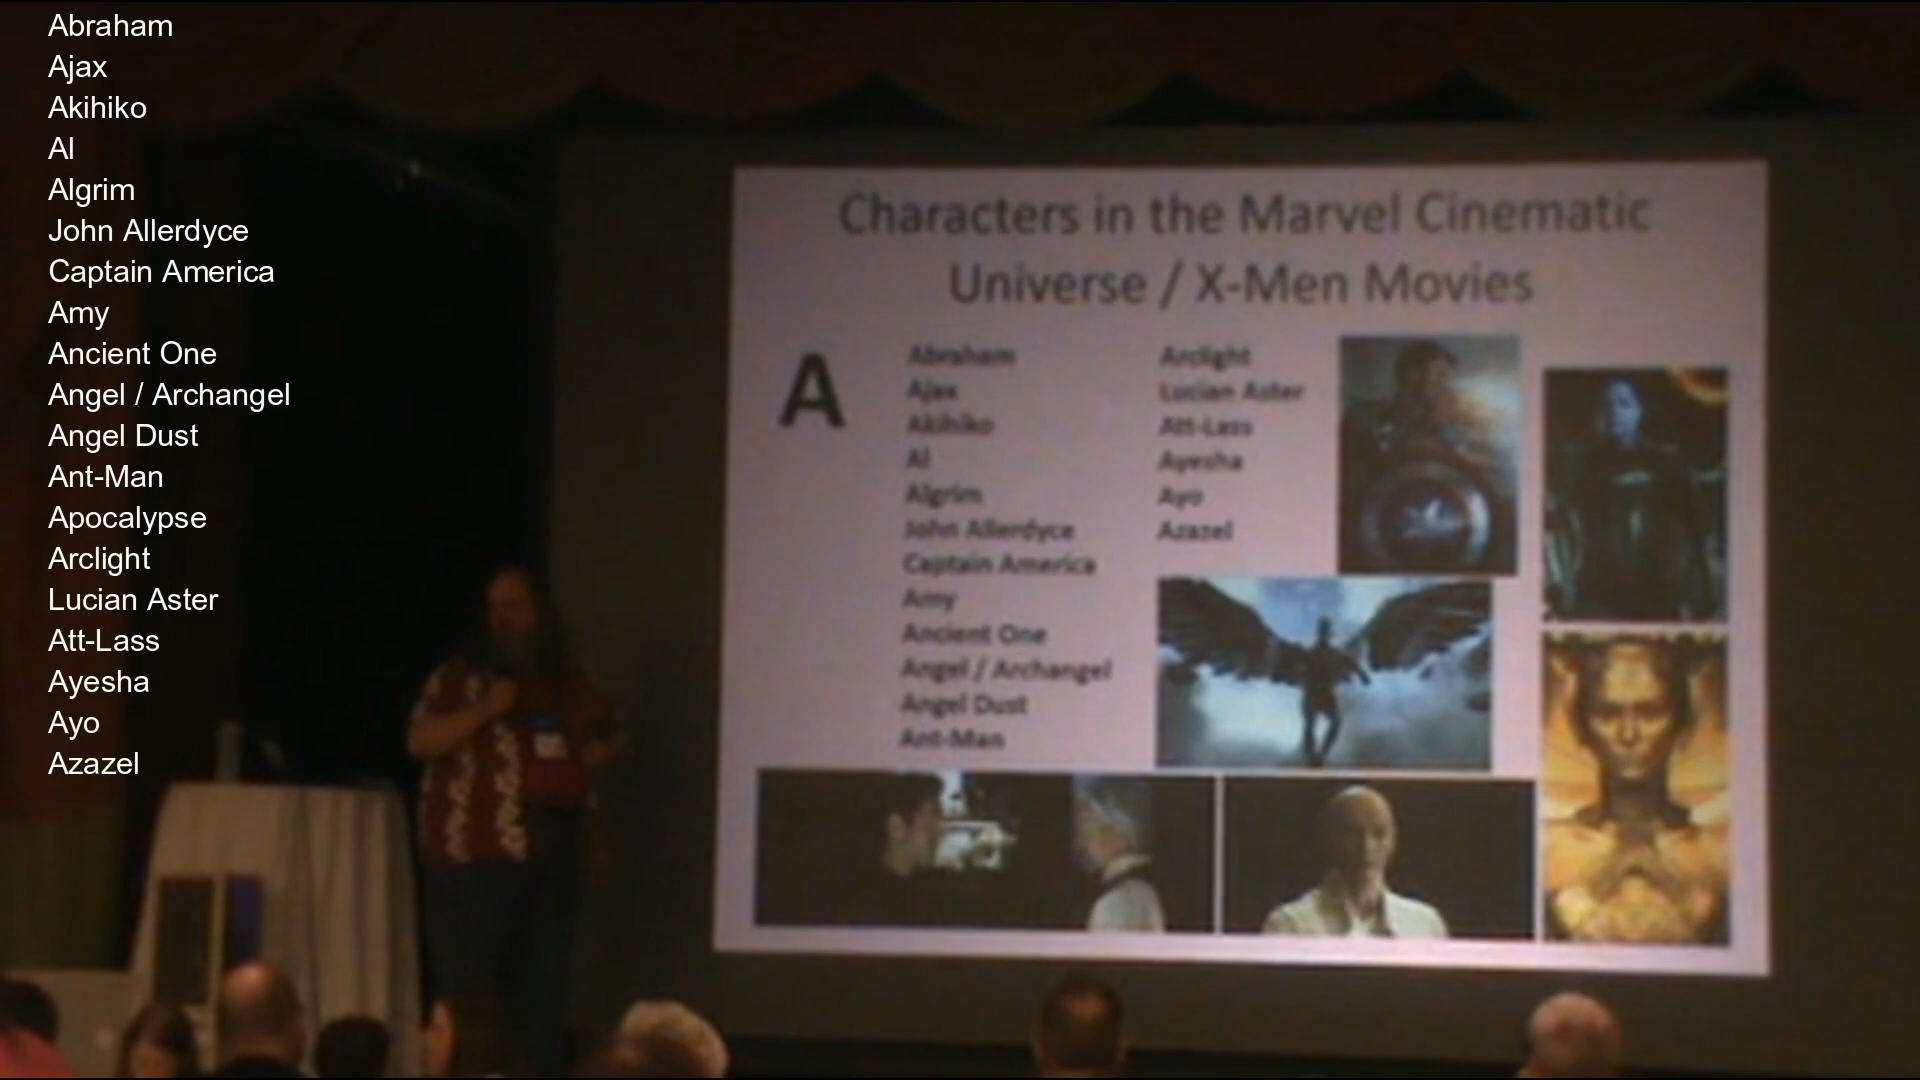 Abraham
Ajax
Akihiko
Al
Algrim
John Allerdyce
Captain America
Amy
Ancient One
Angel / Archangel
Angel Dust
Ant-Man
Apocalypse
Arclight
Lucian Aster
Att-Lass
Ayesha
Ayo
Azazel
Characters in the Marvel Cinematic
Universe / X-Men Movies
A
Abraham
Ajax
Akihiko
Al
Algrim
John Allerdyce
Captain America
Amy
Ancient One
Angel / Archangel
Angel Dust
Ant-Man
Arclight
Lucian Aster
Att-Lass
Ayesha
Ayo
Azazel